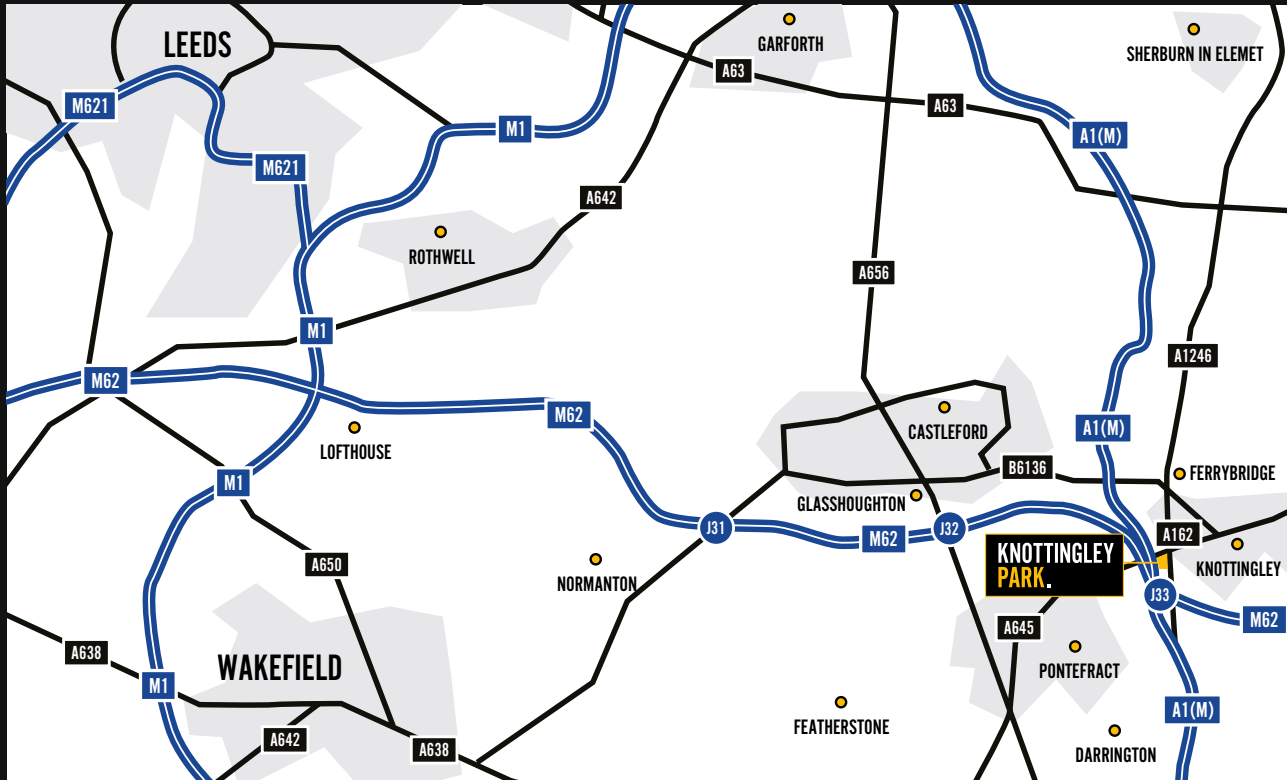 GARFORTH
SHERBURN IN ELEMET
LEEDS
A63
M621
A63
M1
A1(M)
M621
A642
ROTHWELL
A656
M1
A1246
M62
M62
CASTLEFORD
A1(M)
LOFTHOUSE
B6136
FERRYBRIDGE
M1
GLASSHOUGHTON
J31
M62
J32
A162
KNOTTINGLEY
PARK.
KNOTTINGLEY
A650
NORMANTON
J33
M62
A645
A638
WAKEFIELD
PONTEFRACT
M1
FEATHERSTONE
A1(M)
A642
A638
DARRINGTON